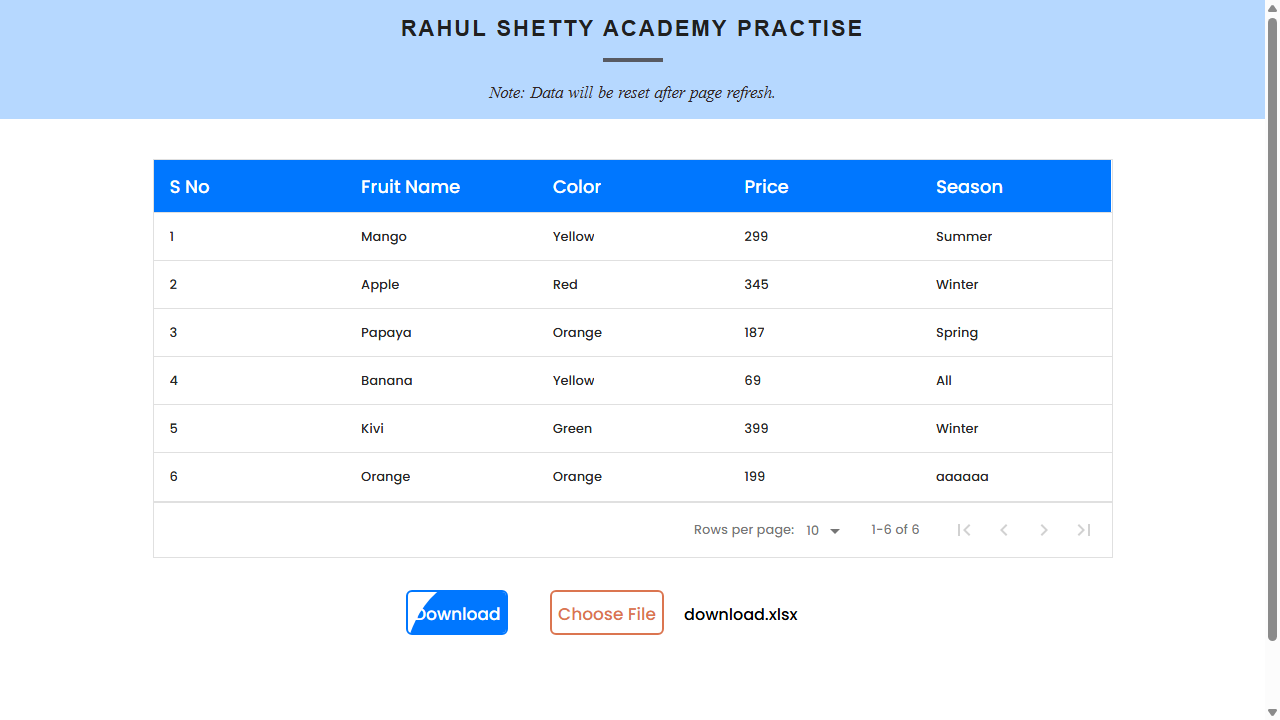 RAHUL SHETTY ACADEMY PRACTISE
Note: Data will be reset after page refresh.
S No Fruit Name Color Price Season
1 Mango Yellow 299 Summer
2 Apple Red 345 Winter
3 Papaya Orange 187 Spring
4 Banana Yellow 69 All
5 Kivi Green 399 Winter
6 Orange Orange 199 aaaaaa
Rows per page: 10 1-6 of 6
Download Choose File download.xlsx